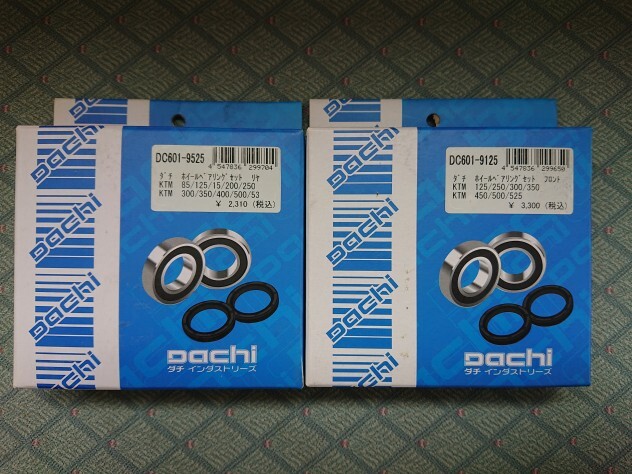 Dachi
DC601-9525
4 547836 299704
ﾀﾞﾁ ﾎｲｰﾙﾍﾞｱﾘﾝｸﾞｾｯﾄ ﾘﾔ
KTM 85/125/15/200/250
KTM 300/350/400/500/53
¥ 2,310 (税込)
Dachi
ダチ インダストリーズ
Dachi
DC601-9125
4 547836 299650
ﾀﾞﾁ ﾎｲｰﾙﾍﾞｱﾘﾝｸﾞｾｯﾄ ﾌﾛﾝﾄ
KTM 125/250/300/350
KTM 450/500/525
¥ 3,300 (税込)
Dachi
ダチ インダストリーズ